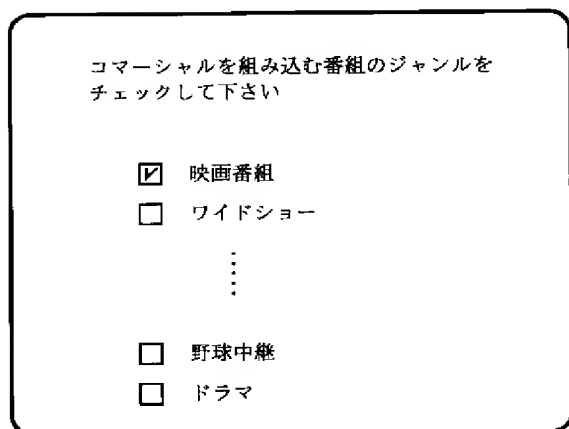 コマーシャルを組み込む番組のジャンルを
チェックして下さい
映画番組
ワイドショー
野球中継
ドラマ